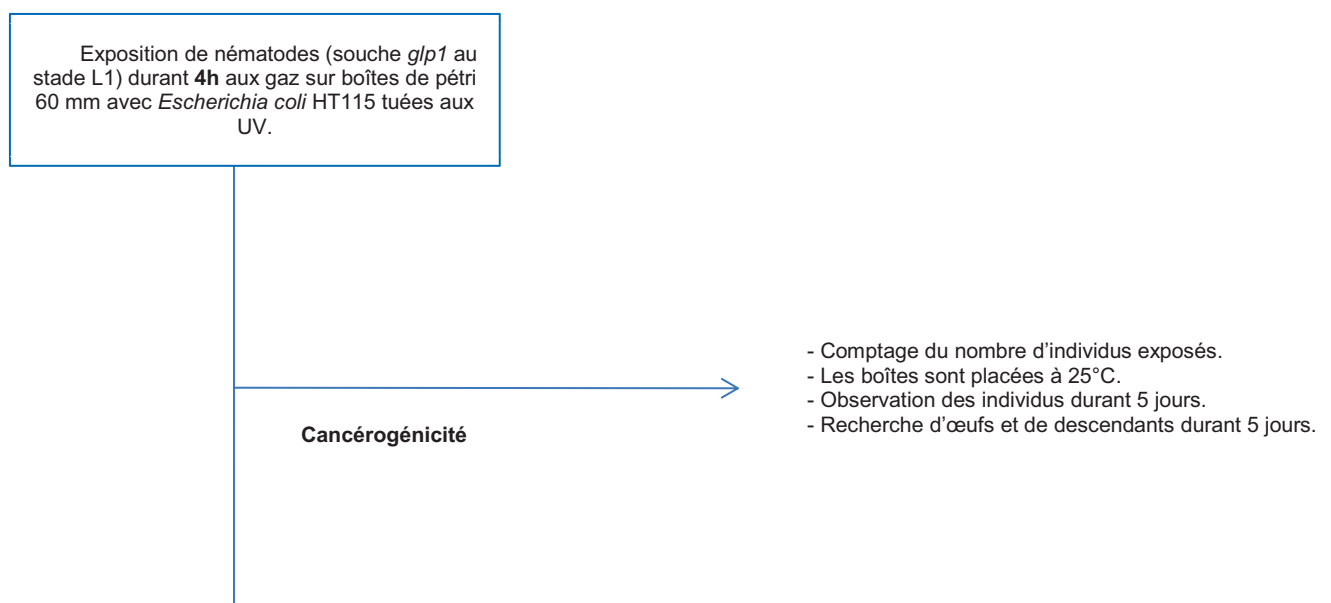 Exposition de nématodes (souche glp1 au
stade L1) durant 4h aux gaz sur boîtes de pétri
60 mm avec Escherichia coli HT115 tuées aux
UV.
- Comptage du nombre d'individus exposés.
- Les boîtes sont placées à 25°C.
- Observation des individus durant 5 jours.
- Recherche d'œufs et de descendants durant 5 jours.
Cancérogénicité